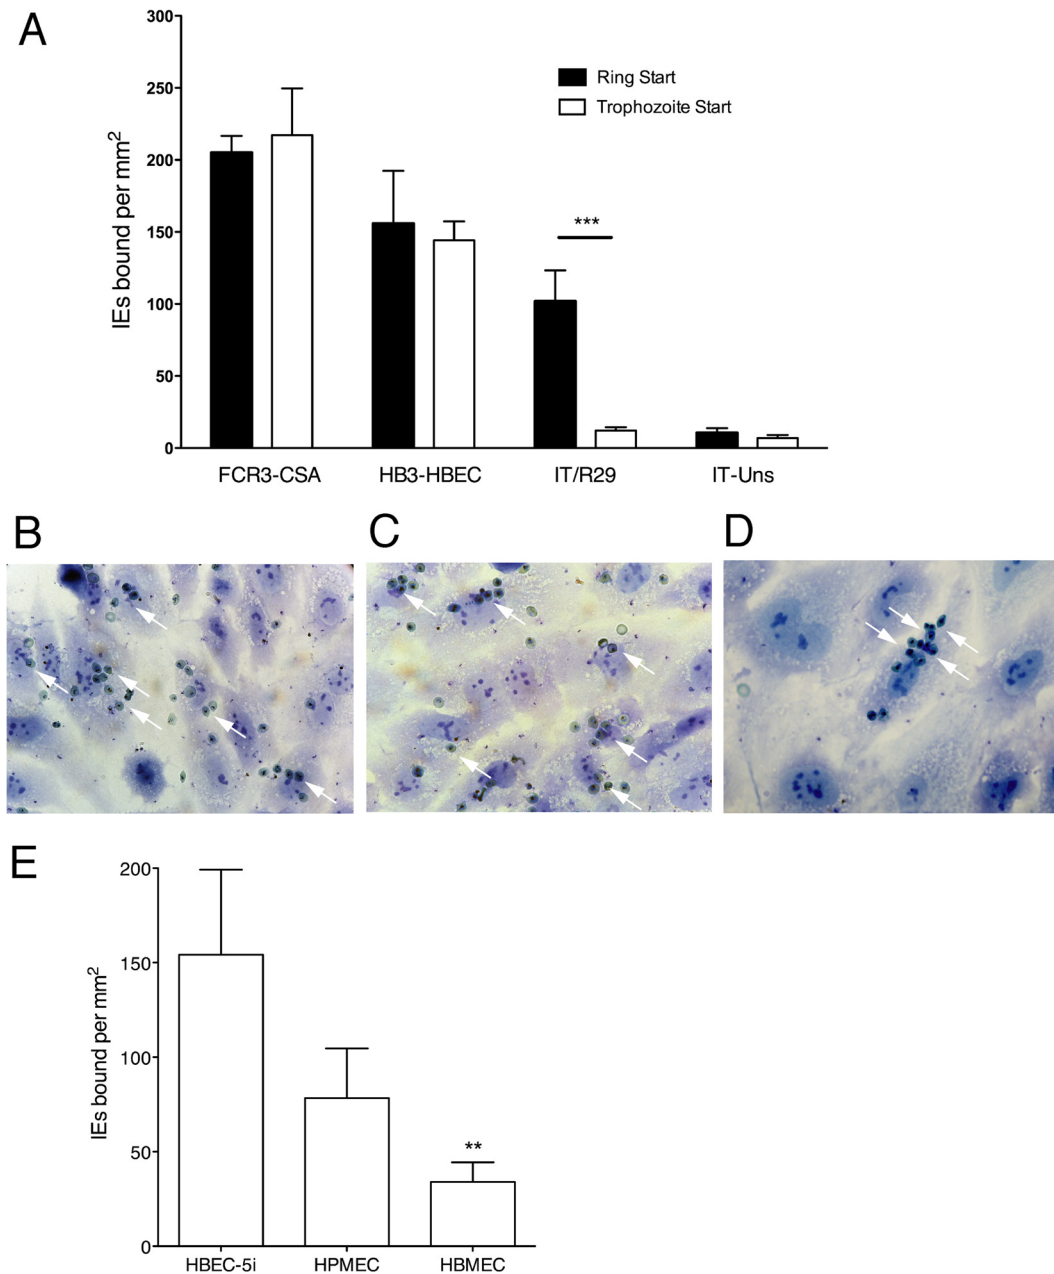 A
300
250
200
150
100
50
0
IEs bound per mm2
Ring Start
Trophozoite Start
***
FCR3-CSA HB3-HBEC IT/R29 IT-Uns
B C D
E
200
150
100
50
0
IEs bound per mm2
**
HBEC-5i HPMEC HBMEC